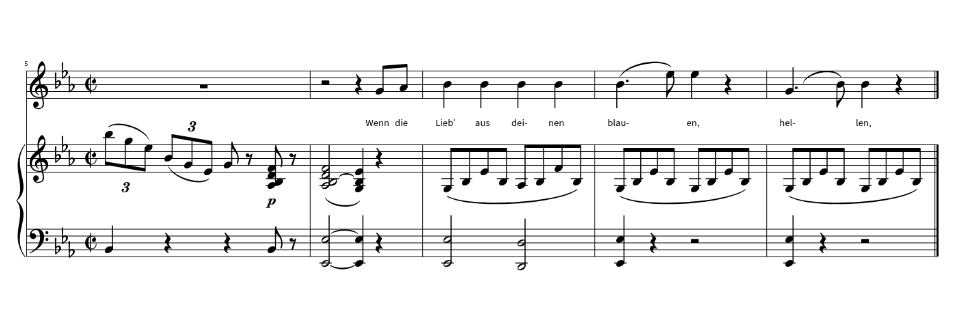 5
Wenn die Lieb' aus dei- nen blau- en, hel- len,
3
3
p